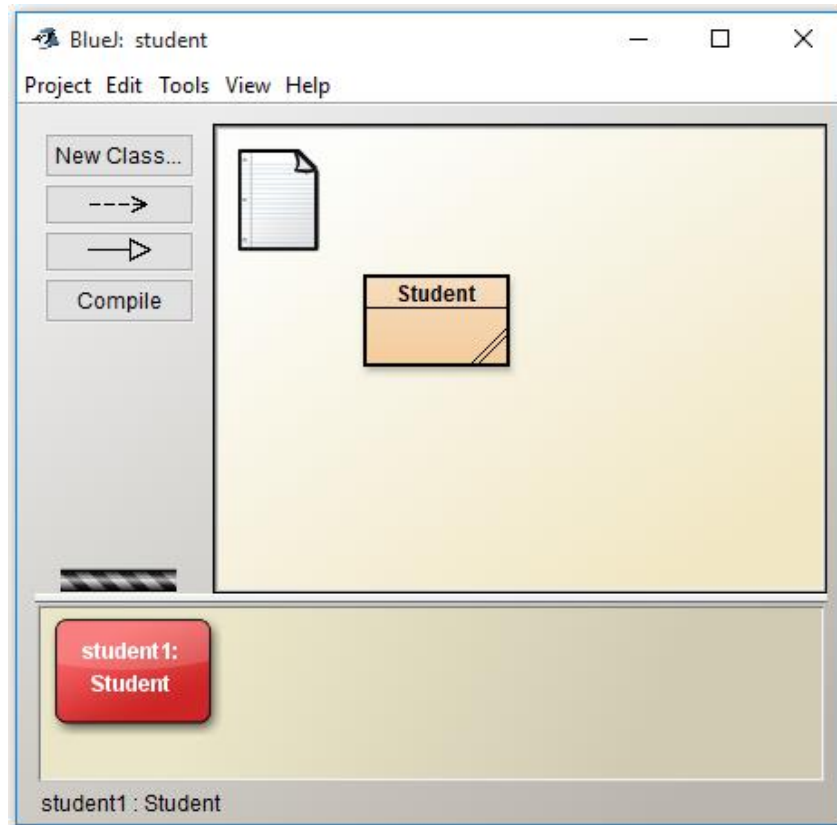 BlueJ: student
Project Edit Tools View Help
New Class...
Compile
Student
student1:
Student
student1 : Student